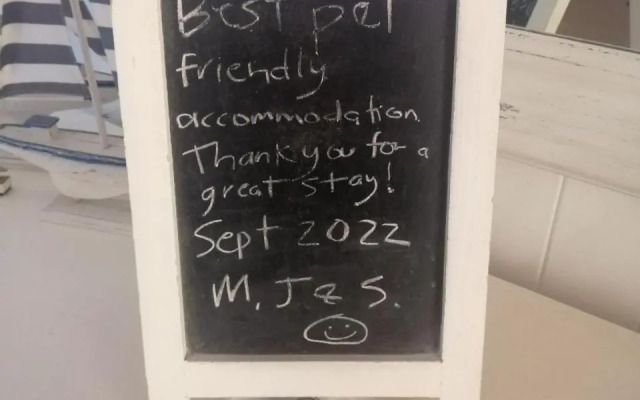 Best pet
friendly
accommodation.
Thank you for a
great stay!
Sept 2022
M, J & S.